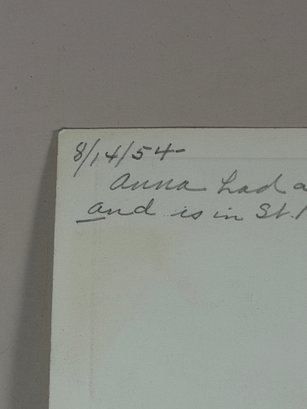 8/14/54
Anna had a
and is in St.